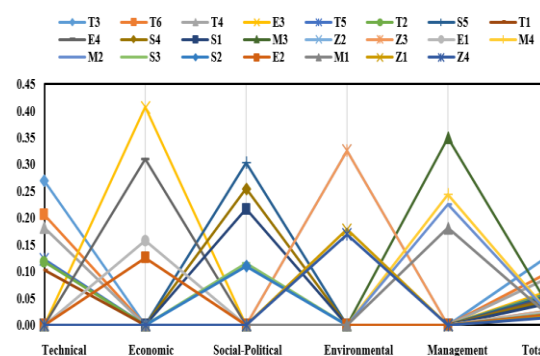 T3 T6 T4 E3 T5 T2 S5 T1
E4 S4 S1 M3 Z2 Z3 E1 M4
M2 S3 S2 E2 M1 Z1 Z4
0.45
0.40
0.35
0.30
0.25
0.20
0.15
0.10
0.05
0.00
Technical Economic Social-Political Environmental Management Tota